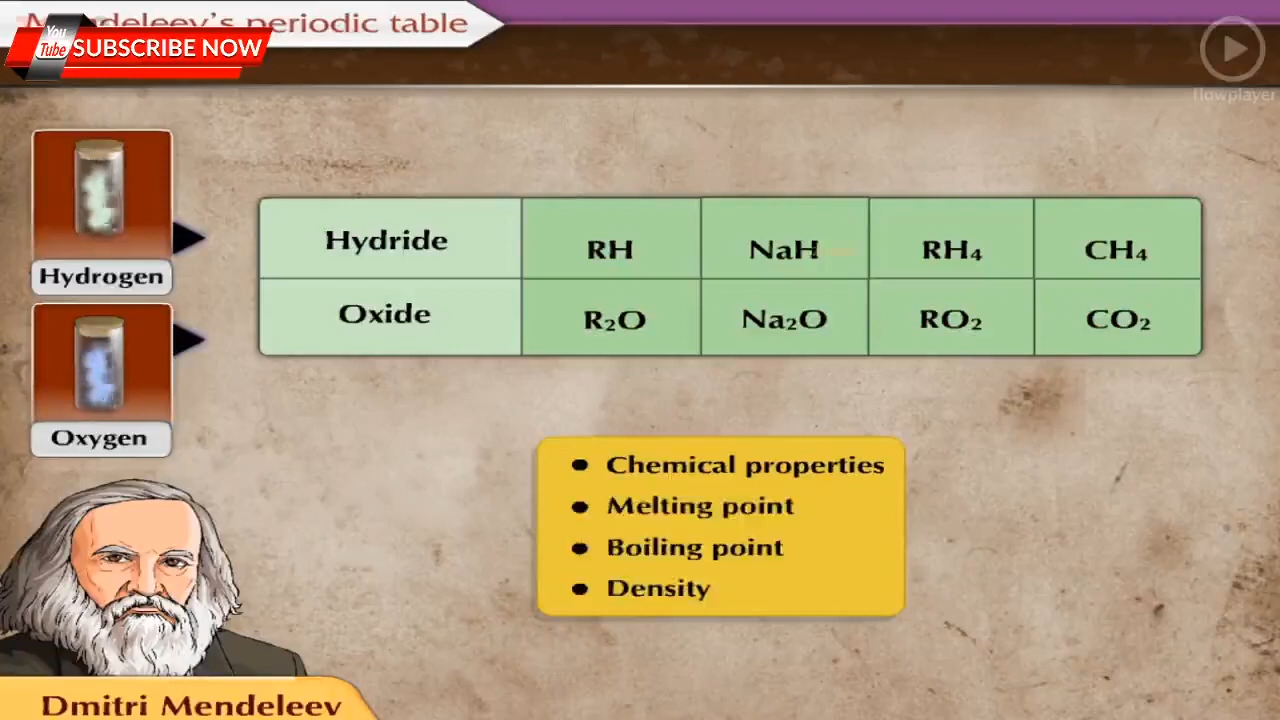 Mendeleev's periodic table
You
Tube
SUBSCRIBE NOW
flowplayer
Hydrogen
Oxygen
Hydride RH NaH RH₄ CH₄
Oxide R₂O Na₂O RO₂ CO₂
• Chemical properties
• Melting point
• Boiling point
• Density
Dmitri Mendeleev